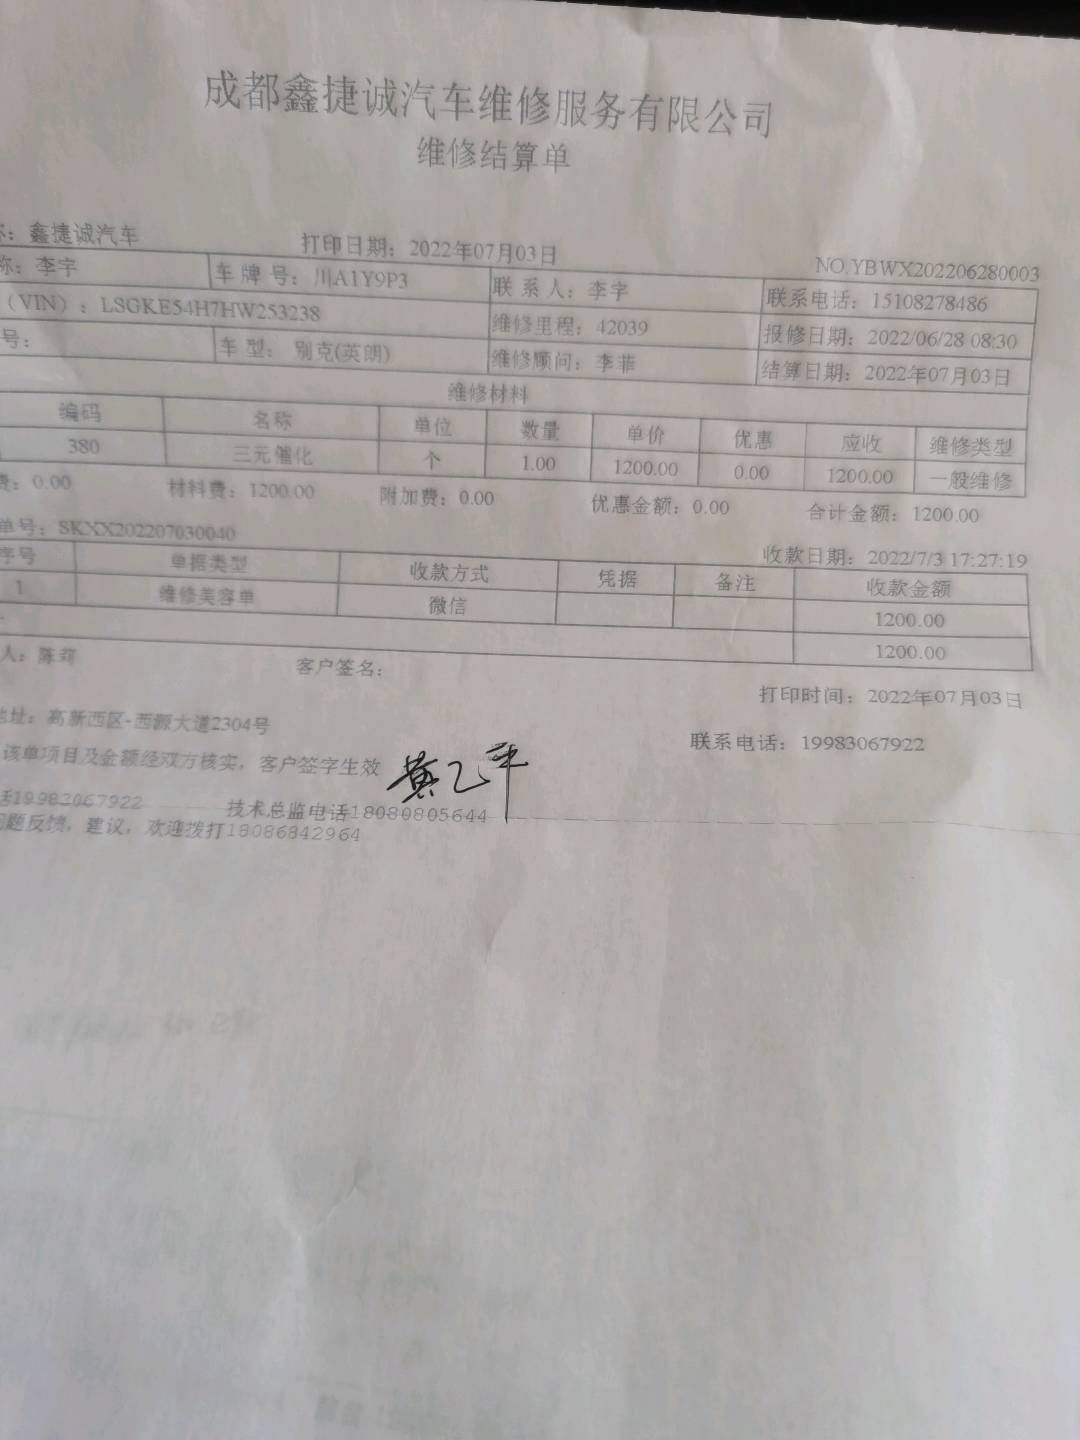 成都鑫捷诚汽车维修服务有限公司
维修结算单
称：鑫捷诚汽车 打印日期：2022年07月03日 NO.YBWX202206280003
称：李宇 车牌号：川A1Y9P3 联系人：李宇 联系电话：15108278486
（VIN）：LSGKE54H7HW253238 维修里程：42039 报修日期：2022/06/28 08:30
号： 车型：别克(英朗) 维修顾问：李菲 结算日期：2022年07月03日
维修材料
编码 名称 单位 数量 单价 优惠 应收 维修类型
380 三元催化 个 1.00 1200.00 0.00 1200.00 一般维修
费：0.00 材料费：1200.00 附加费：0.00 优惠金额：0.00 合计金额：1200.00
单号：SKXX202207030040 收款日期：2022/7/3 17:27:19
序号 单据类型 收款方式 凭据 备注 收款金额
1 维修美容单 微信 1200.00
1200.00
人：陈莉 客户签名： 打印时间：2022年07月03日
地址：高新西区-西源大道2304号 联系电话：19983067922
该单项目及金额经双方核实，客户签字生效
话19983067922 技术总监电话18080805644
问题反馈，建议，欢迎拨打18086842964